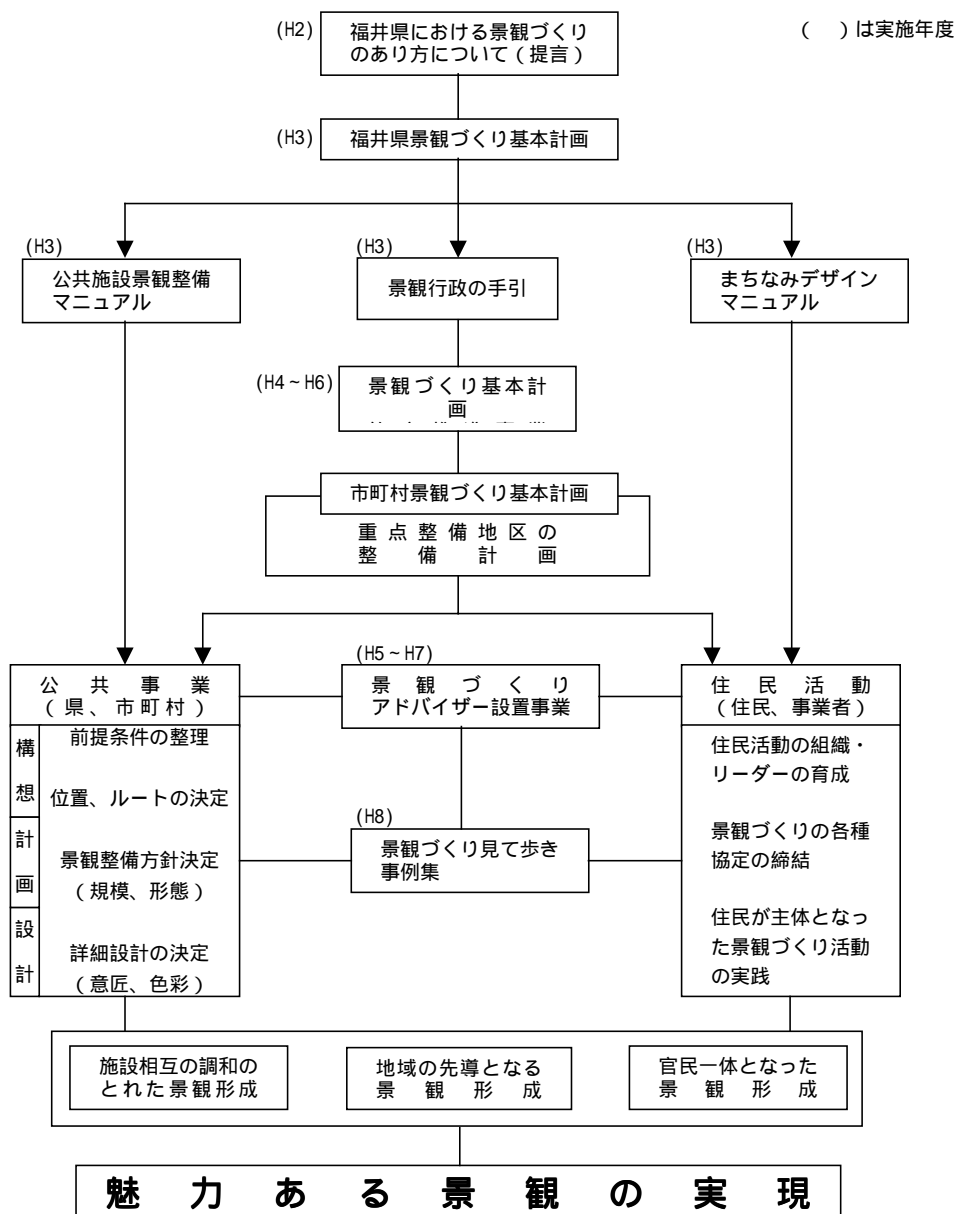 (H2)
福井県における景観づくり
のあり方について（提言）
（　）は実施年度
(H3)
福井県景観づくり基本計画
(H3)
公共施設景観整備
マニュアル
(H3)
景観行政の手引
(H3)
まちなみデザイン
マニュアル
(H4～H6)
景観づくり基本計
画
市町村景観づくり基本計画
重点整備地区の
整備計画
公共事業
（県、市町村）
構想
前提条件の整理
位置、ルートの決定
計画
景観整備方針決定
（規模、形態）
設計
詳細設計の決定
（意匠、色彩）
(H5～H7)
景観づくり
アドバイザー設置事業
(H8)
景観づくり見て歩き
事例集
住民活動
（住民、事業者）
住民活動の組織・
リーダーの育成
景観づくりの各種
協定の締結
住民が主体となっ
た景観づくり活動
の実践
施設相互の調和の
とれた景観形成
地域の先導となる
景観形成
官民一体となった
景観形成
魅力ある景観の実現